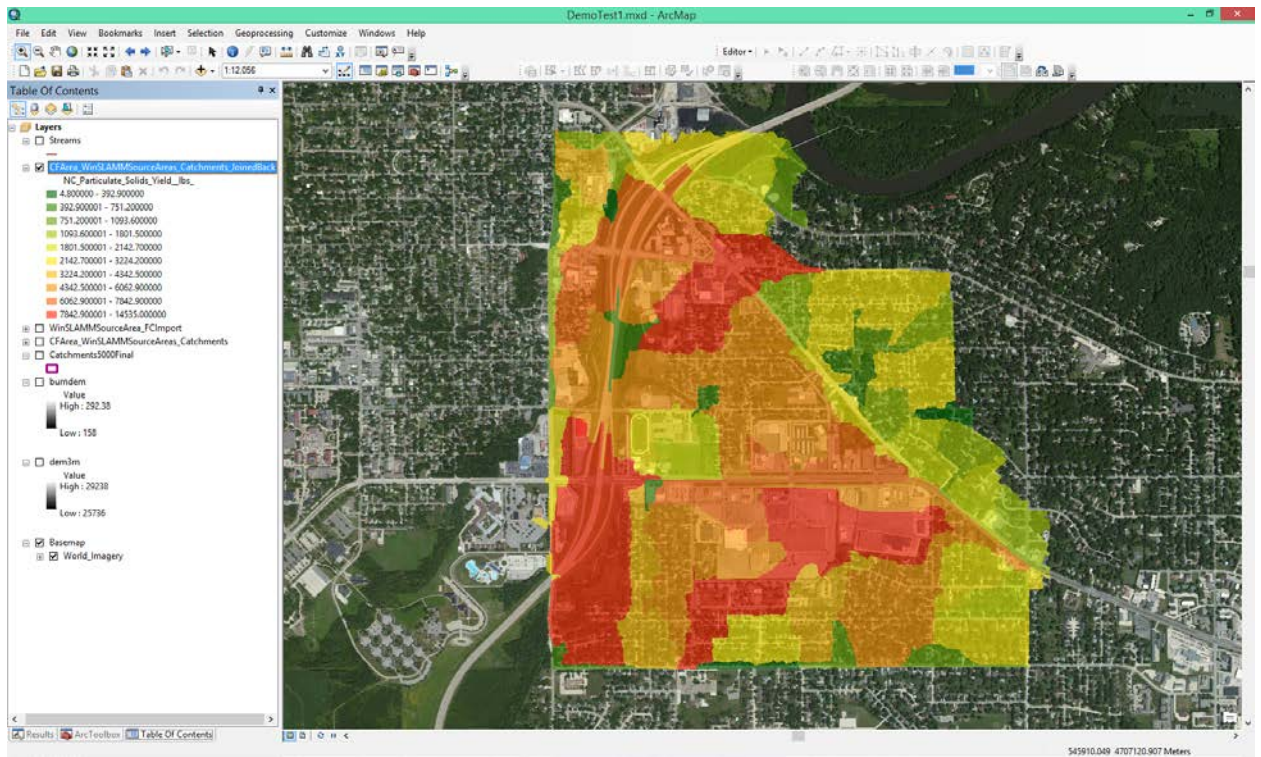 DemoTest1.mxd - ArcMap
File Edit View Bookmarks Insert Selection Geoprocessing Customize Windows Help
Editor
1:12,056
Table Of Contents
Layers
Streams
CFArea_WinSLAMMSourceAreas_Catchments_JoinedBack
NC_Particulate_Solids_Yield__lbs_
4.800000 - 392.900000
392.900001 - 751.200000
751.200001 - 1093.600000
1093.600001 - 1801.500000
1801.500001 - 2142.700000
2142.700001 - 3224.200000
3224.200001 - 4342.500000
4342.500001 - 6062.900000
6062.900001 - 7842.900000
7842.900001 - 14535.000000
WinSLAMMSourceArea_FCImport
CFArea_WinSLAMMSourceAreas_Catchments
Catchments5000Final
burndem
Value
High : 292.38
Low : 158
dem3m
Value
High : 29238
Low : 25736
Basemap
World_Imagery
Results ArcToolbox Table Of Contents
545910.049 4707120.907 Meters